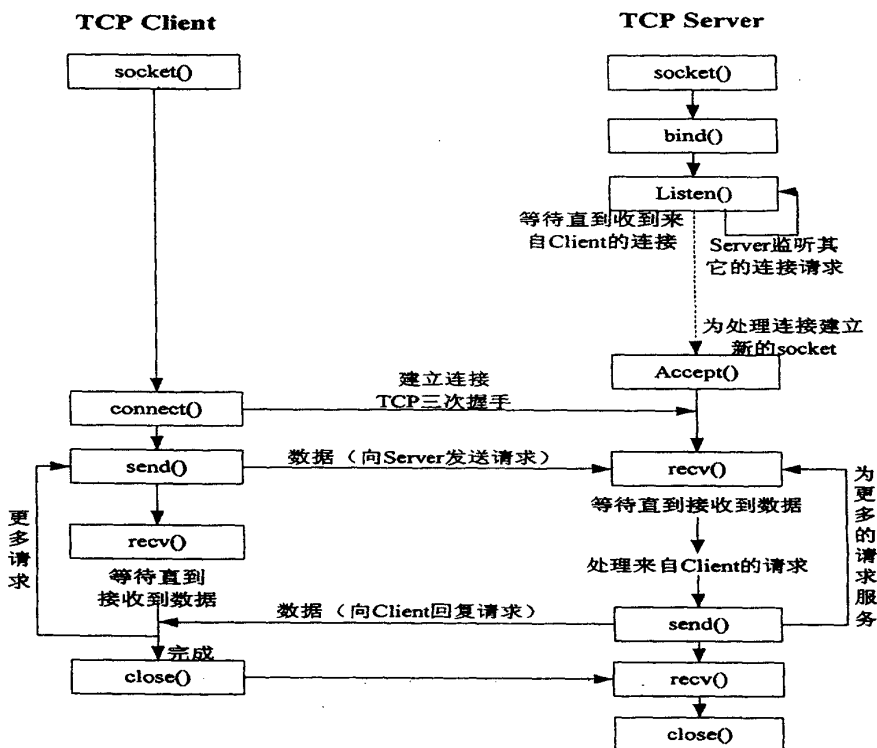 TCP Client
TCP Server
socket()
socket()
bind()
Listen()
等待直到收到来
自Client的连接
Server监听其
它的连接请求
为处理连接建立
新的socket
Accept()
建立连接
TCP三次握手
connect()
send()
数据（向Server发送请求）
recv()
等待直到接收到数据
为更多的请求服务
更多请求
recv()
等待直到
接收到数据
处理来自Client的请求
数据（向Client回复请求）
send()
完成
close()
recv()
close()